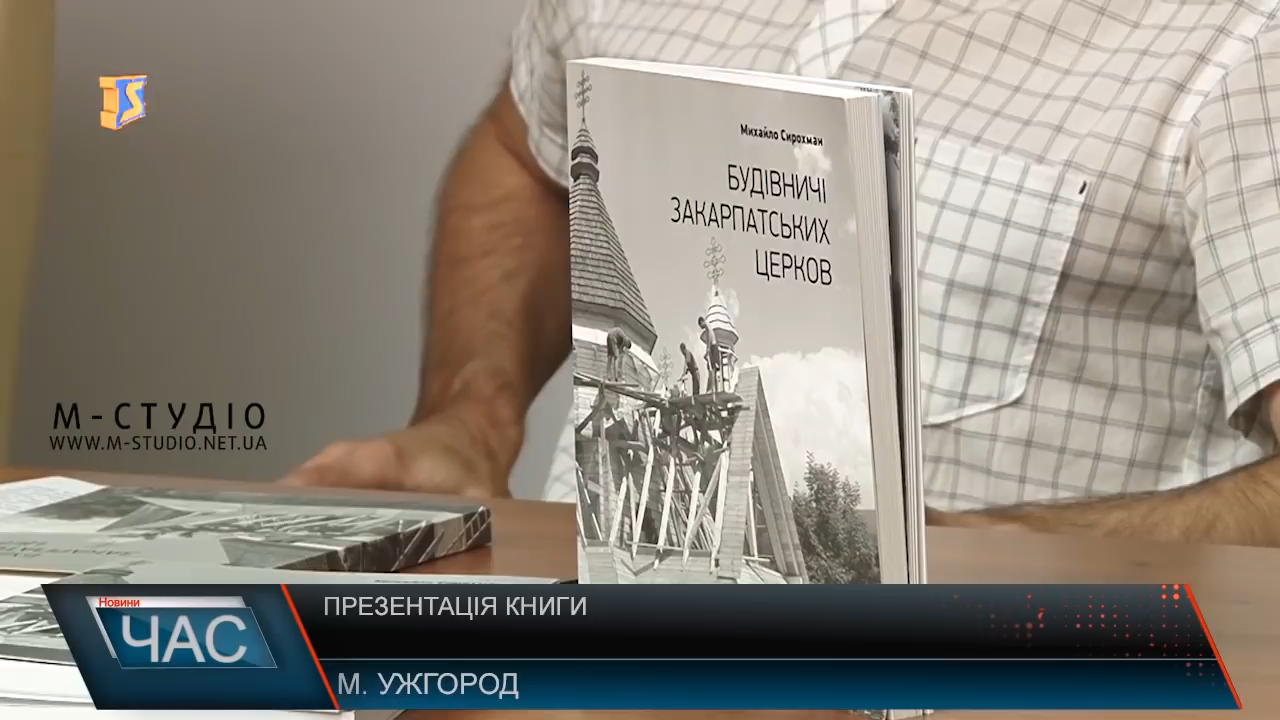 Михайло Сирохман
БУДІВНИЧІ
ЗАКАРПАТСЬКИХ
ЦЕРКОВ
М-СТУДІО
WWW.M-STUDIO.NET.UA
Новини
ЧАС
ПРЕЗЕНТАЦІЯ КНИГИ
М. УЖГОРОД